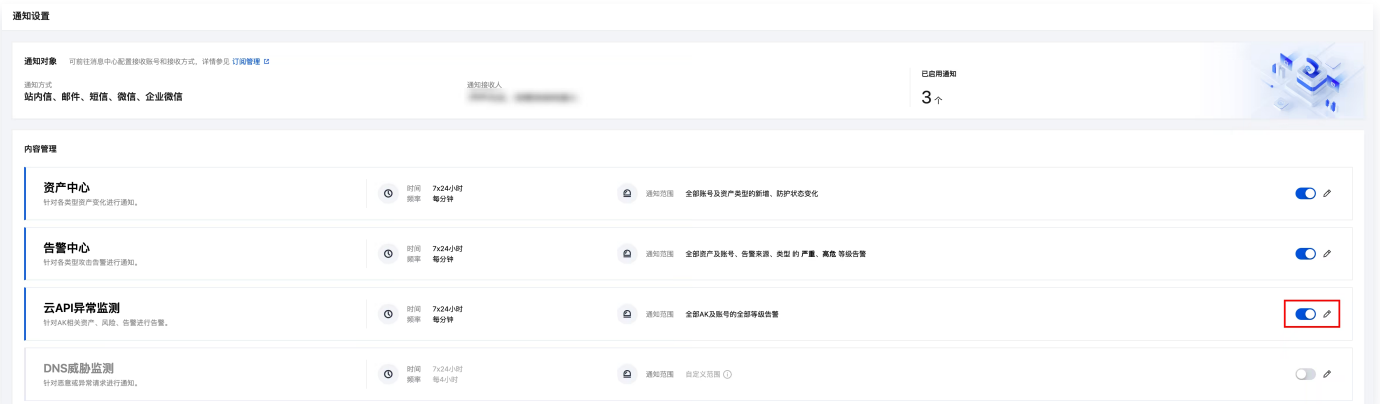 通知设置
通知对象 可前往消息中心配置接收账号和接收方式，详情参见 订阅管理
通知方式
站内信、邮件、短信、微信、企业微信
通知接收人
已启用通知
3 个
内容管理
资产中心
针对各类型资产变化进行通知。
时间 7x24小时
频率 每分钟
通知范围 全部账号及资产类型的新增、防护状态变化
告警中心
针对各类型攻击告警进行通知。
时间 7x24小时
频率 每分钟
通知范围 全部资产及账号、告警来源、类型 的 严重、高危 等级告警
云API异常监测
针对AK相关资产、风险、告警进行告警。
时间 7x24小时
频率 每分钟
通知范围 全部AK及账号的全部等级告警
DNS威胁监测
针对恶意或异常请求进行通知。
时间 7x24小时
频率 每4小时
通知范围 自定义范围